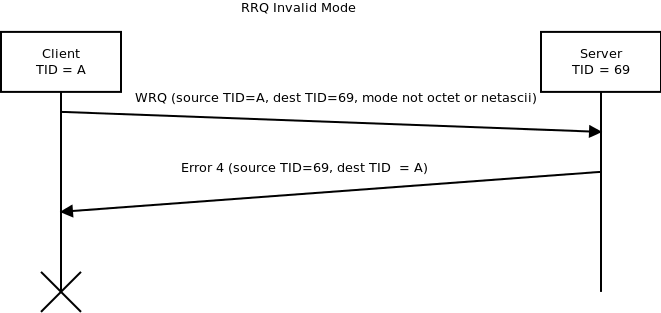 RRQ Invalid Mode
Client
TID = A
Server
TID = 69
WRQ (source TID=A, dest TID=69, mode not octet or netascii)
Error 4 (source TID=69, dest TID  = A)